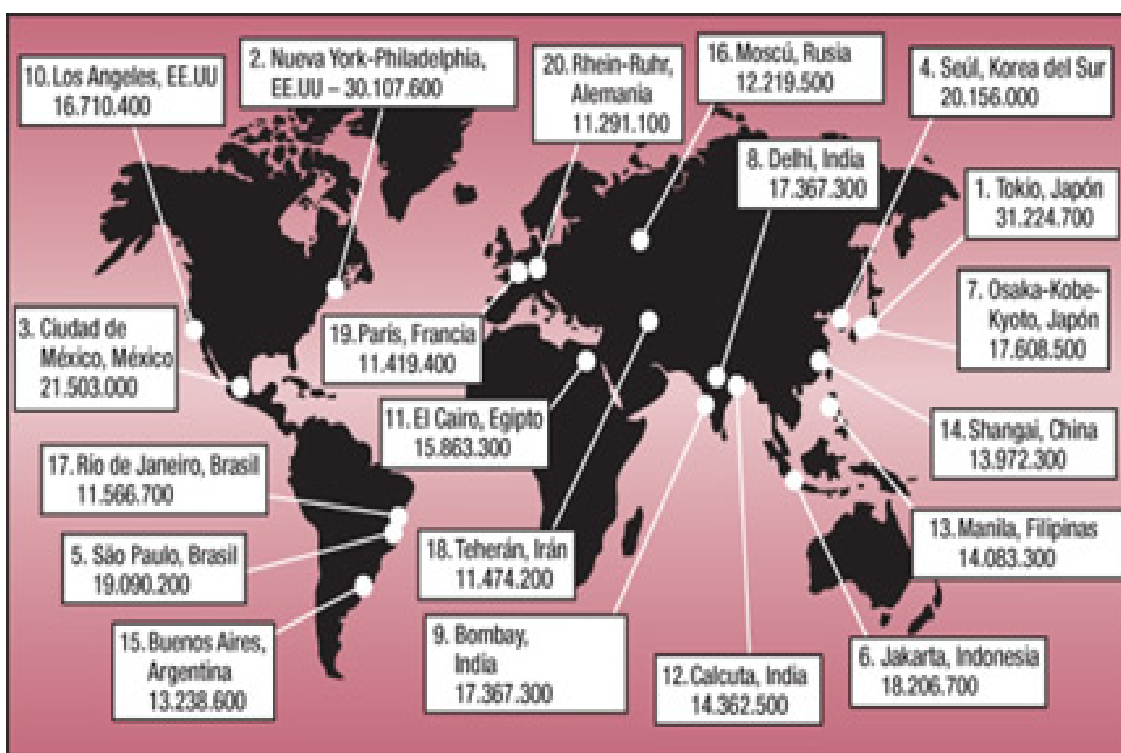 10. Los Angeles, EE.UU
16.710.400
2. Nueva York-Philadelphia,
EE.UU – 30.107.600
20. Rhein-Ruhr,
Alemania
11.291.100
16. Moscú, Rusia
12.219.500
4. Seúl, Korea del Sur
20.156.000
8. Delhi, India
17.367.300
1. Tokio, Japón
31.224.700
7. Osaka-Kobe-
Kyoto, Japón
17.608.500
3. Ciudad de
México, México
21.503.000
19. París, Francia
11.419.400
11. El Cairo, Egipto
15.863.300
14. Shangai, China
13.972.300
17. Río de Janeiro, Brasil
11.566.700
13. Manila, Filipinas
14.083.300
5. São Paulo, Brasil
19.090.200
18. Teherán, Irán
11.474.200
15. Buenos Aires,
Argentina
13.238.600
9. Bombay,
India
17.367.300
12. Calcuta, India
14.362.500
6. Jakarta, Indonesia
18.206.700